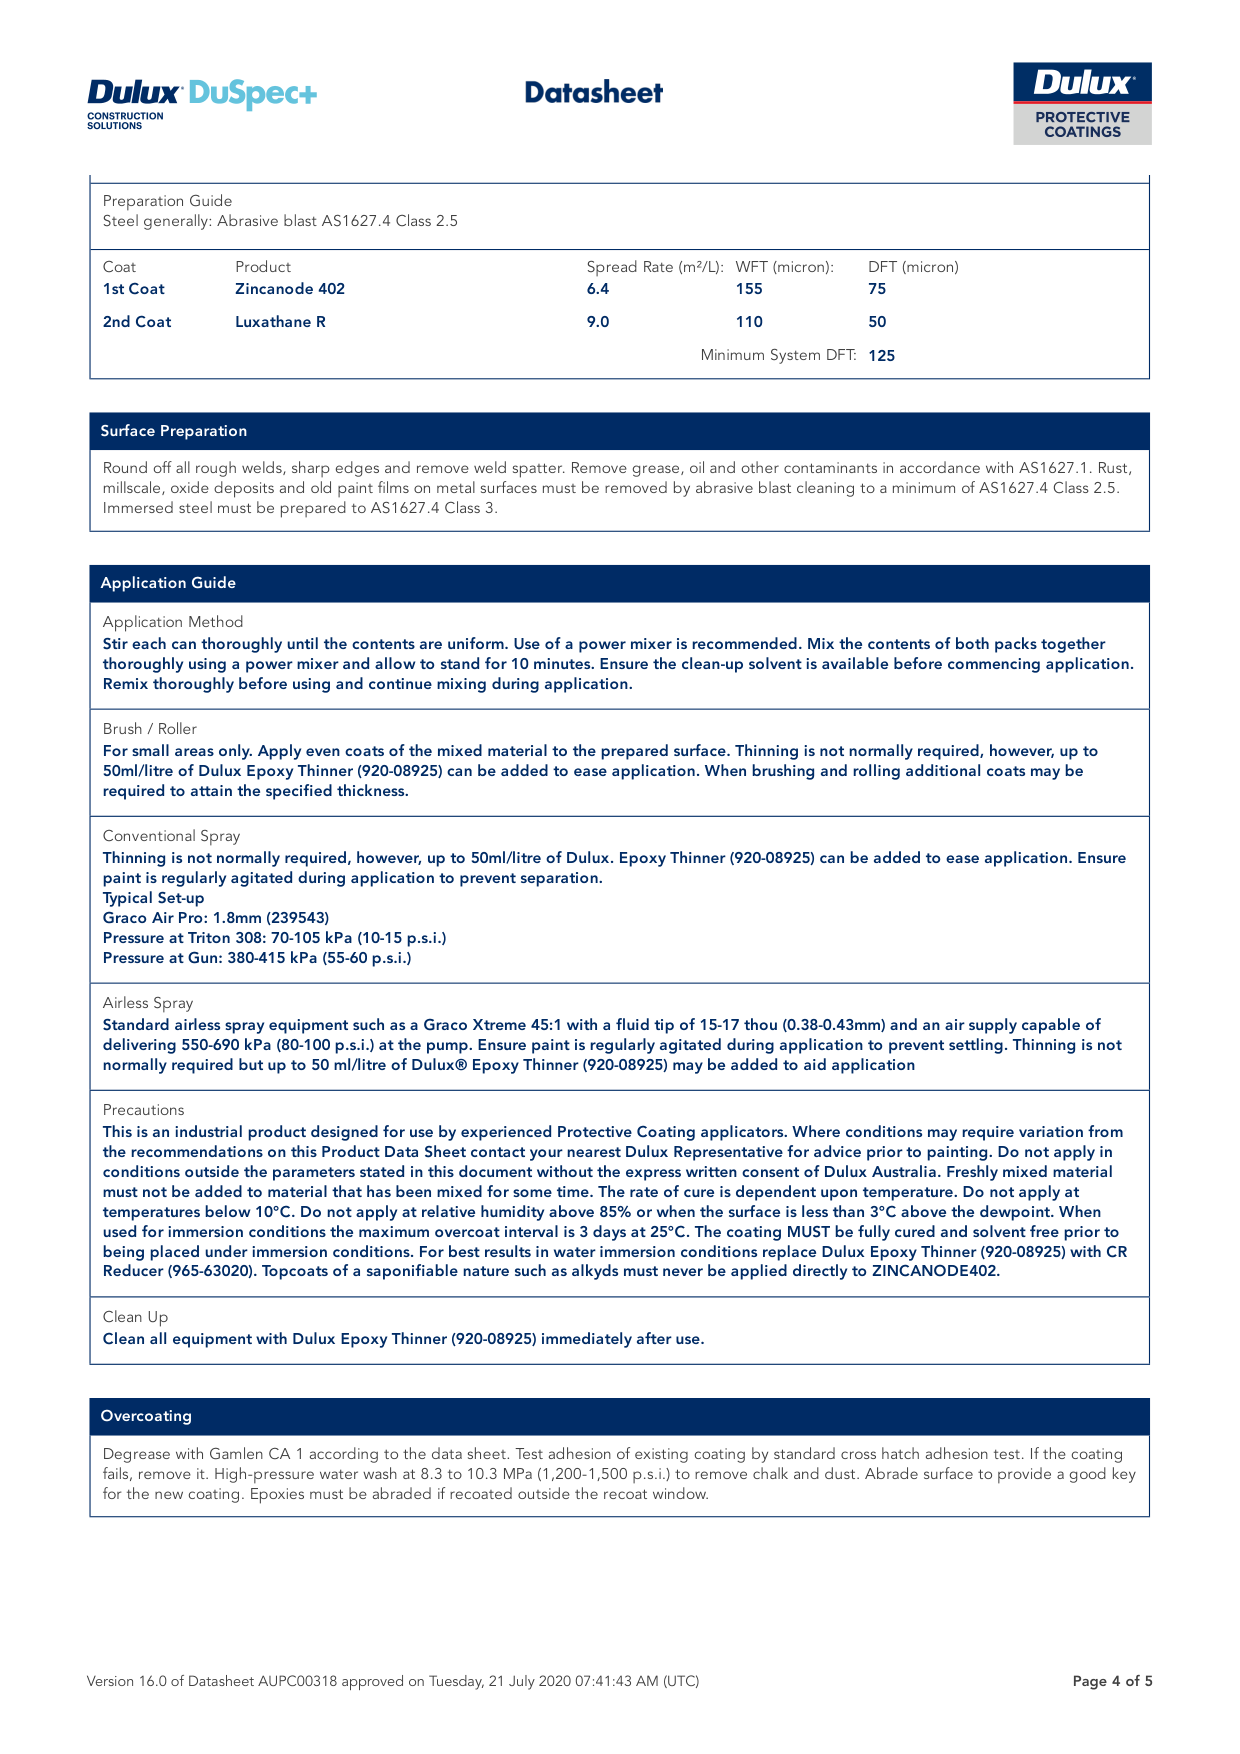 Dulux DuSpec+
CONSTRUCTION
SOLUTIONS
Datasheet
Dulux®
PROTECTIVE
COATINGS
Preparation Guide
Steel generally: Abrasive blast AS1627.4 Class 2.5
Coat Product Spread Rate (m²/L): WFT (micron): DFT (micron)
1st Coat Zincanode 402 6.4 155 75
2nd Coat Luxathane R 9.0 110 50
Minimum System DFT: 125
Surface Preparation
Round off all rough welds, sharp edges and remove weld spatter. Remove grease, oil and other contaminants in accordance with AS1627.1. Rust,
millscale, oxide deposits and old paint films on metal surfaces must be removed by abrasive blast cleaning to a minimum of AS1627.4 Class 2.5.
Immersed steel must be prepared to AS1627.4 Class 3.
Application Guide
Application Method
Stir each can thoroughly until the contents are uniform. Use of a power mixer is recommended. Mix the contents of both packs together
thoroughly using a power mixer and allow to stand for 10 minutes. Ensure the clean-up solvent is available before commencing application.
Remix thoroughly before using and continue mixing during application.
Brush / Roller
For small areas only. Apply even coats of the mixed material to the prepared surface. Thinning is not normally required, however, up to
50ml/litre of Dulux Epoxy Thinner (920-08925) can be added to ease application. When brushing and rolling additional coats may be
required to attain the specified thickness.
Conventional Spray
Thinning is not normally required, however, up to 50ml/litre of Dulux. Epoxy Thinner (920-08925) can be added to ease application. Ensure
paint is regularly agitated during application to prevent separation.
Typical Set-up
Graco Air Pro: 1.8mm (239543)
Pressure at Triton 308: 70-105 kPa (10-15 p.s.i.)
Pressure at Gun: 380-415 kPa (55-60 p.s.i.)
Airless Spray
Standard airless spray equipment such as a Graco Xtreme 45:1 with a fluid tip of 15-17 thou (0.38-0.43mm) and an air supply capable of
delivering 550-690 kPa (80-100 p.s.i.) at the pump. Ensure paint is regularly agitated during application to prevent settling. Thinning is not
normally required but up to 50 ml/litre of Dulux® Epoxy Thinner (920-08925) may be added to aid application
Precautions
This is an industrial product designed for use by experienced Protective Coating applicators. Where conditions may require variation from
the recommendations on this Product Data Sheet contact your nearest Dulux Representative for advice prior to painting. Do not apply in
conditions outside the parameters stated in this document without the express written consent of Dulux Australia. Freshly mixed material
must not be added to material that has been mixed for some time. The rate of cure is dependent upon temperature. Do not apply at
temperatures below 10°C. Do not apply at relative humidity above 85% or when the surface is less than 3°C above the dewpoint. When
used for immersion conditions the maximum overcoat interval is 3 days at 25°C. The coating MUST be fully cured and solvent free prior to
being placed under immersion conditions. For best results in water immersion conditions replace Dulux Epoxy Thinner (920-08925) with CR
Reducer (965-63020). Topcoats of a saponifiable nature such as alkyds must never be applied directly to ZINCANODE402.
Clean Up
Clean all equipment with Dulux Epoxy Thinner (920-08925) immediately after use.
Overcoating
Degrease with Gamlen CA 1 according to the data sheet. Test adhesion of existing coating by standard cross hatch adhesion test. If the coating
fails, remove it. High-pressure water wash at 8.3 to 10.3 MPa (1,200-1,500 p.s.i.) to remove chalk and dust. Abrade surface to provide a good key
for the new coating. Epoxies must be abraded if recoated outside the recoat window.
Version 16.0 of Datasheet AUPC00318 approved on Tuesday, 21 July 2020 07:41:43 AM (UTC) Page 4 of 5